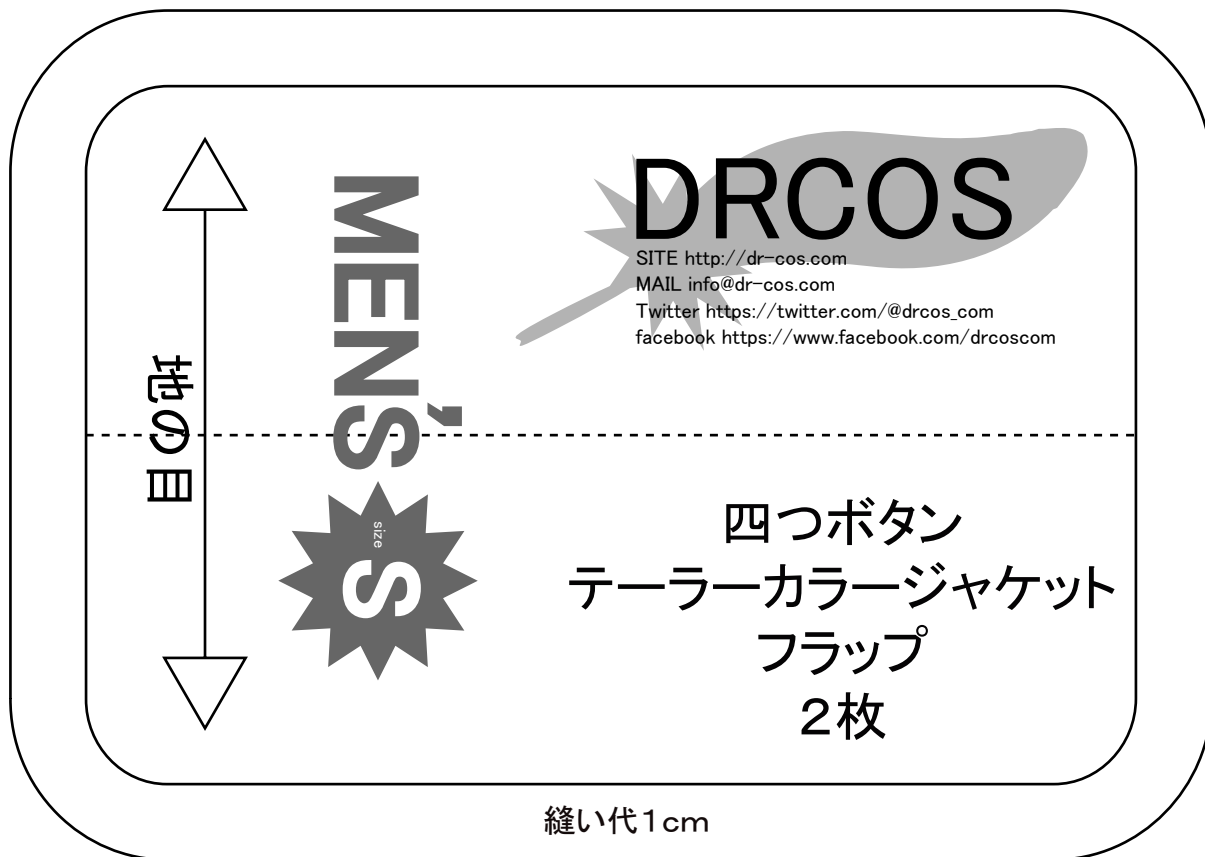 DRCOS
SITE http://dr-cos.com
MAIL info@dr-cos.com
Twitter https://twitter.com/@drcos_com
facebook https://www.facebook.com/drcoscom
地の目
MEN'S
size
S
四つボタン
テーラーカラージャケット
フラップ
２枚
縫い代１cm